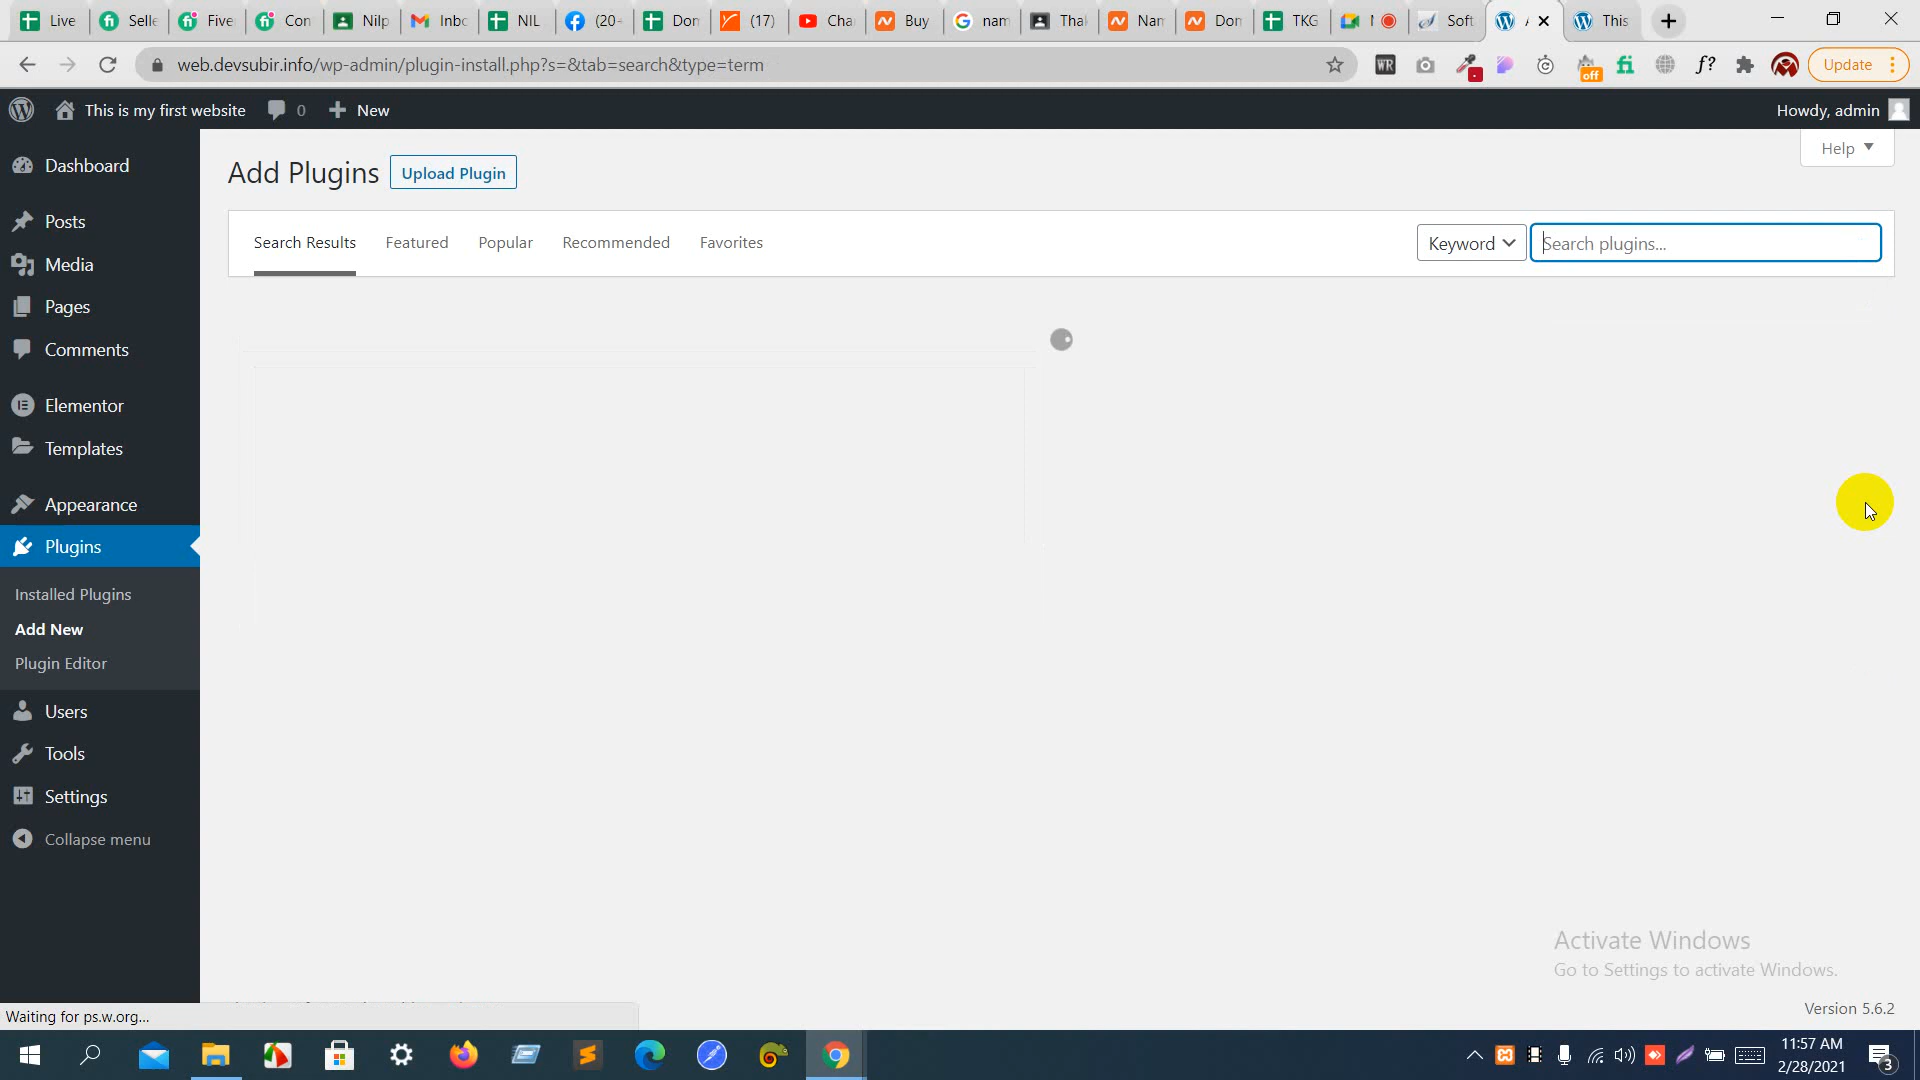 Live
Selle
Five
Con
Nilp
Inbo
NIL
(20+
Don
(17)
Cha
Buy
nam
Thak
Nam
Don
TKG
Soft
This
web.devsubir.info/wp-admin/plugin-install.php?s=&tab=search&type=term
WR
off
f?
Update
This is my first website
0
New
Howdy, admin
Dashboard
Posts
Media
Pages
Comments
Elementor
Templates
Appearance
Plugins
Installed Plugins
Add New
Plugin Editor
Users
Tools
Settings
Collapse menu
Add Plugins
Upload Plugin
Help
Search Results
Featured
Popular
Recommended
Favorites
Keyword
Search plugins...
Activate Windows
Go to Settings to activate Windows.
Version 5.6.2
Waiting for ps.w.org...
11:57 AM
2/28/2021
3